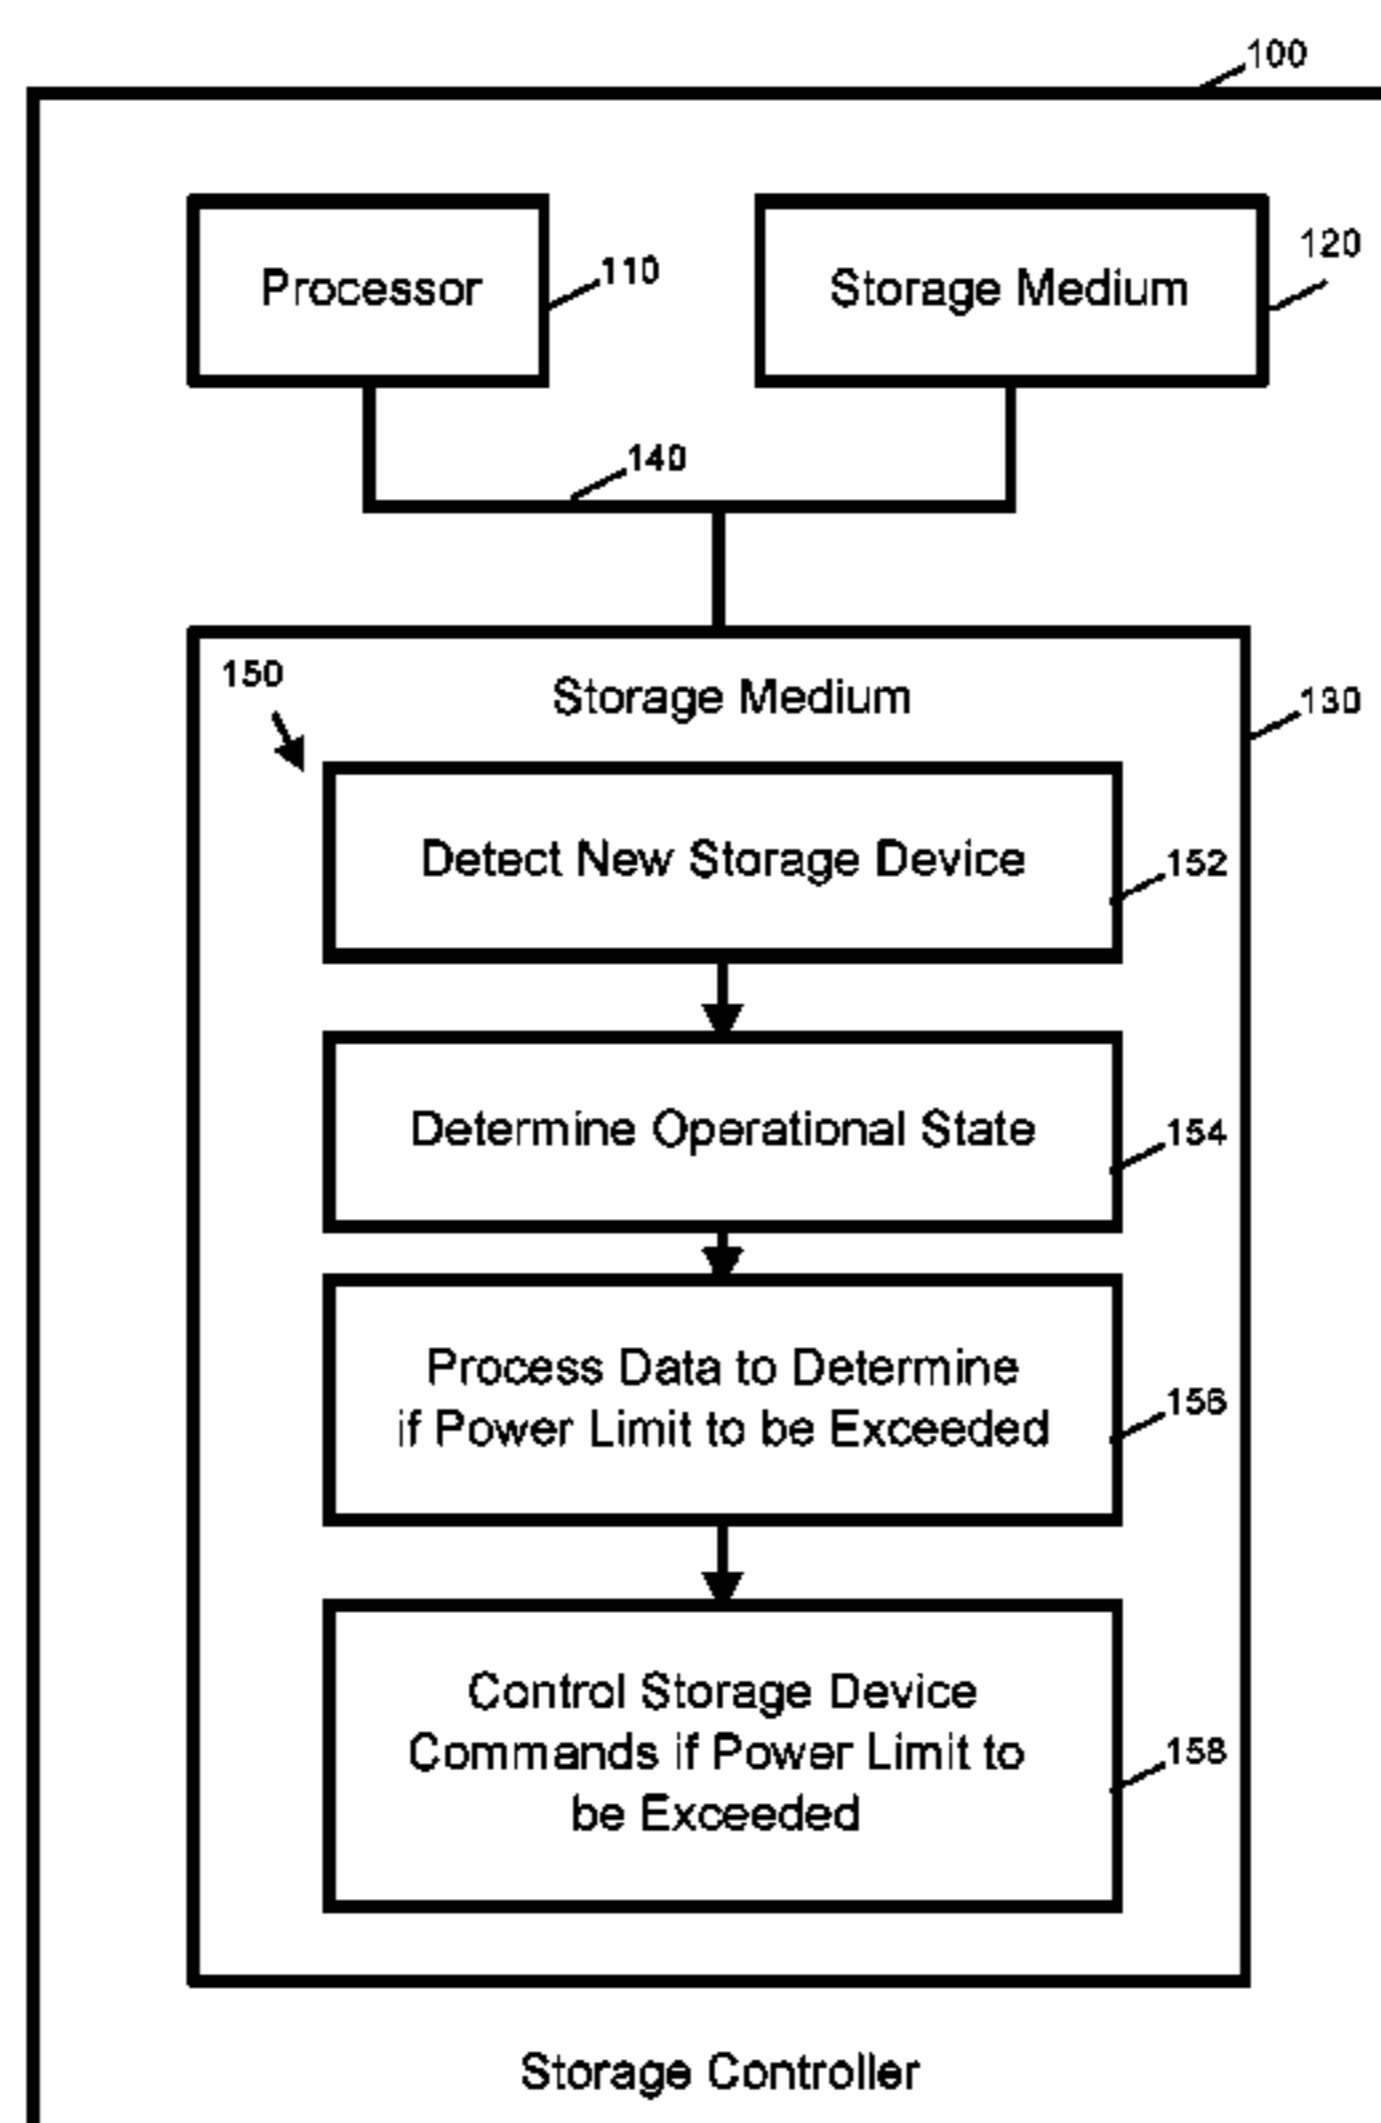 100
Processor
110
Storage Medium
120
140
150
Storage Medium
130
Detect New Storage Device
152
Determine Operational State
154
Process Data to Determine
if Power Limit to be Exceeded
156
Control Storage Device
Commands if Power Limit to
be Exceeded
158
Storage Controller